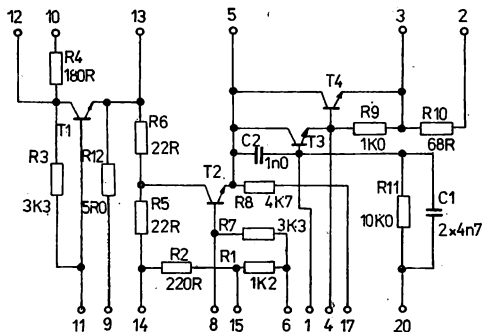 12 10 13 5 3 2
R4
180R
T4
T1
R6
22R
R9
1K0
R10
68R
C2
1n0
T3
R3
3K3
R12
5R0
T2
R8
4K7
R11
10K0
C1
2x4n7
R5
22R
R7
3K3
R2
220R
R1
1K2
11 9 14 8 15 6 1 4 17 20